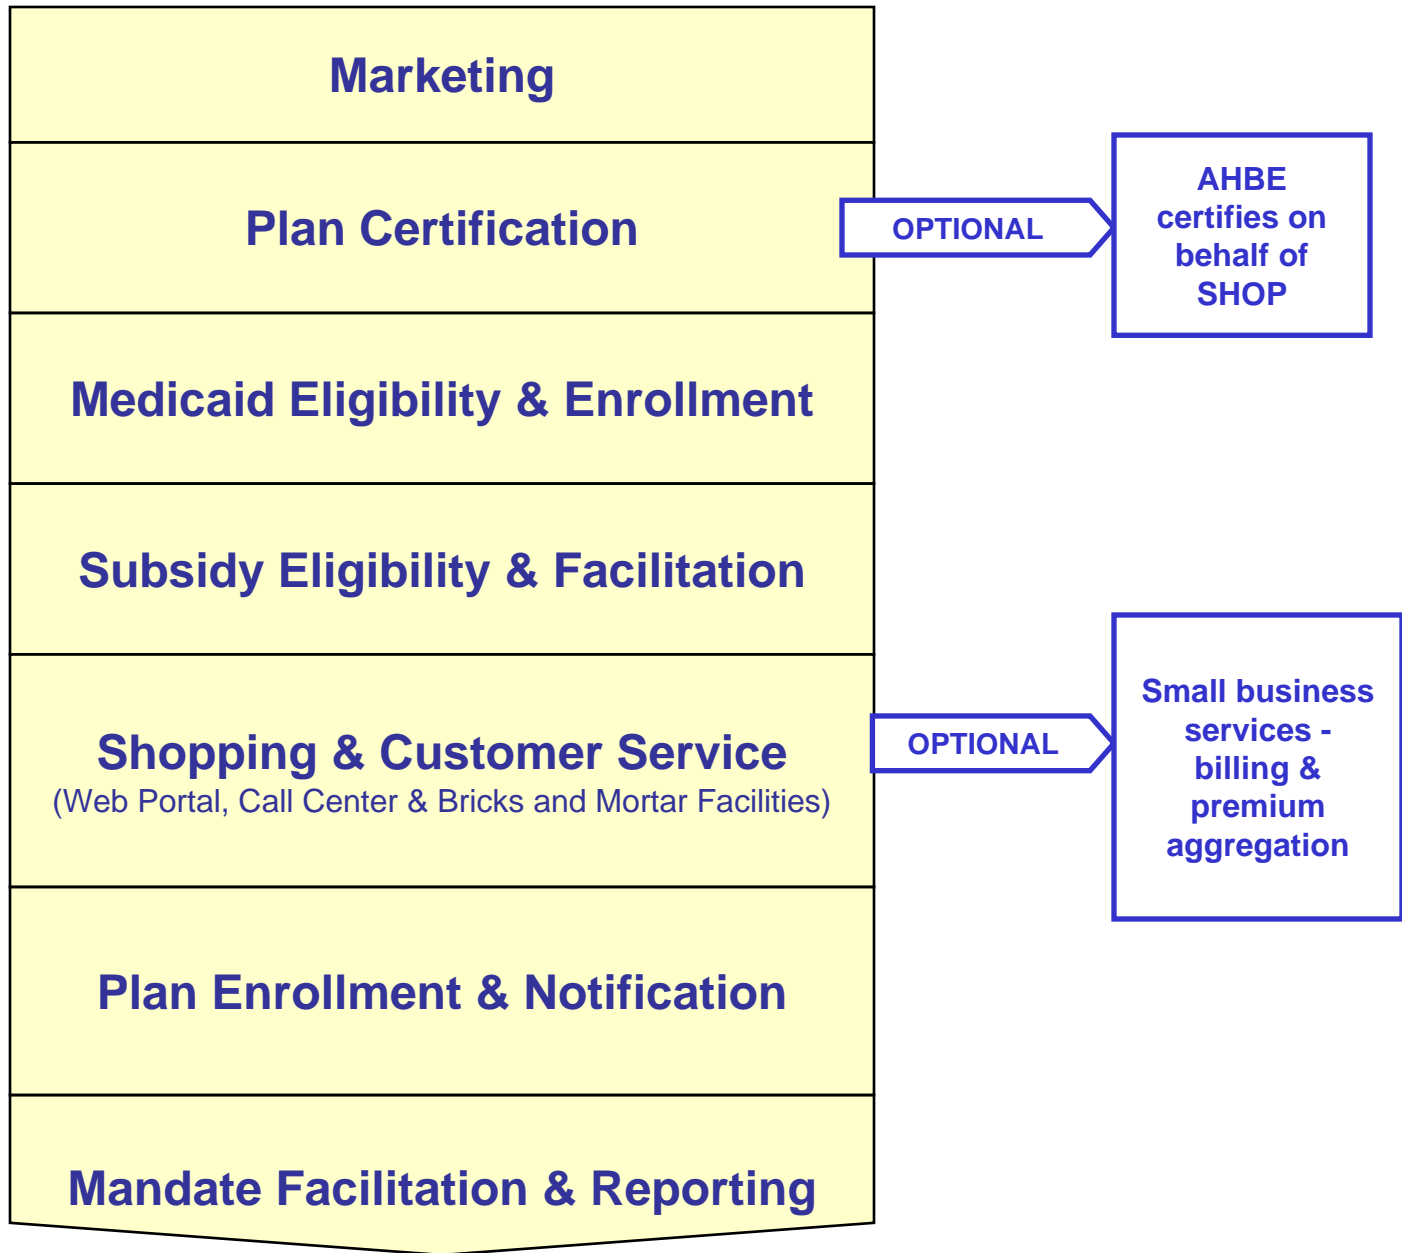 Marketing
Plan Certification
OPTIONAL
AHBE
certifies on
behalf of
SHOP
Medicaid Eligibility & Enrollment
Subsidy Eligibility & Facilitation
Shopping & Customer Service
(Web Portal, Call Center & Bricks and Mortar Facilities)
OPTIONAL
Small business
services -
billing &
premium
aggregation
Plan Enrollment & Notification
Mandate Facilitation & Reporting